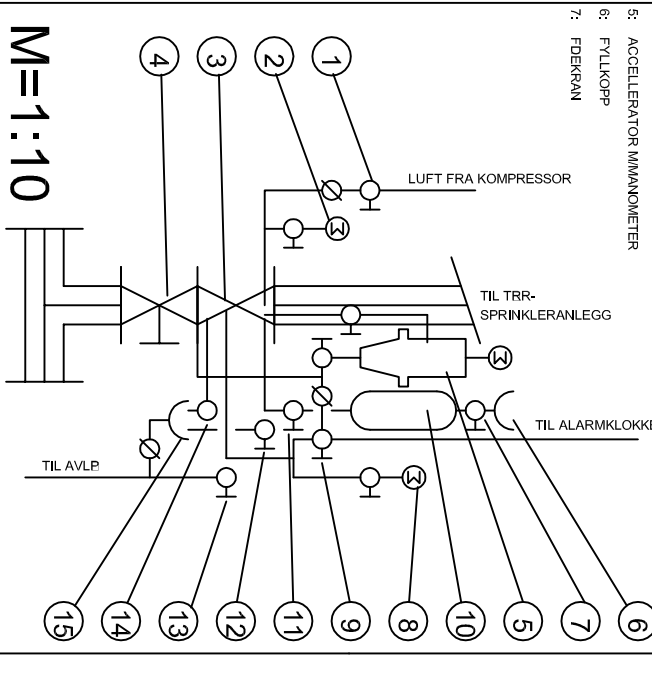 5: ACCELLERATOR M/MANOMETER
6: FYLLKOPP
7: FDEKRAN
M=1:10
4
3
2
1
LUFT FRA KOMPRESSOR
M
TIL TRR-
SPRINKLERANLEGG
M
TIL ALARMKLOKKE
TIL AVLP
M
15
14
13
12
11
9
8
10
5
7
6